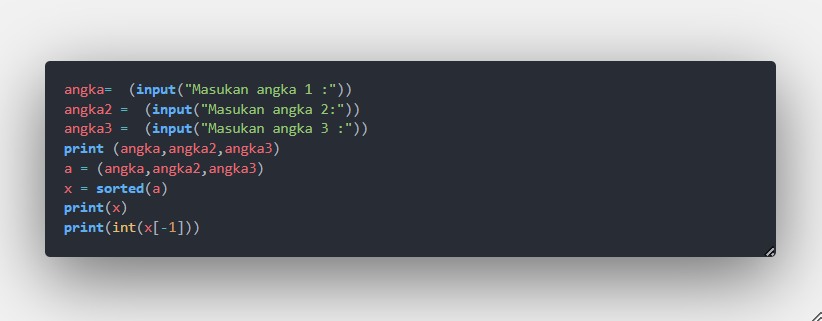 angka=  (input("Masukan angka 1 :"))
angka2 =  (input("Masukan angka 2:"))
angka3 =  (input("Masukan angka 3 :"))
print (angka,angka2,angka3)
a = (angka,angka2,angka3)
x = sorted(a)
print(x)
print(int(x[-1]))